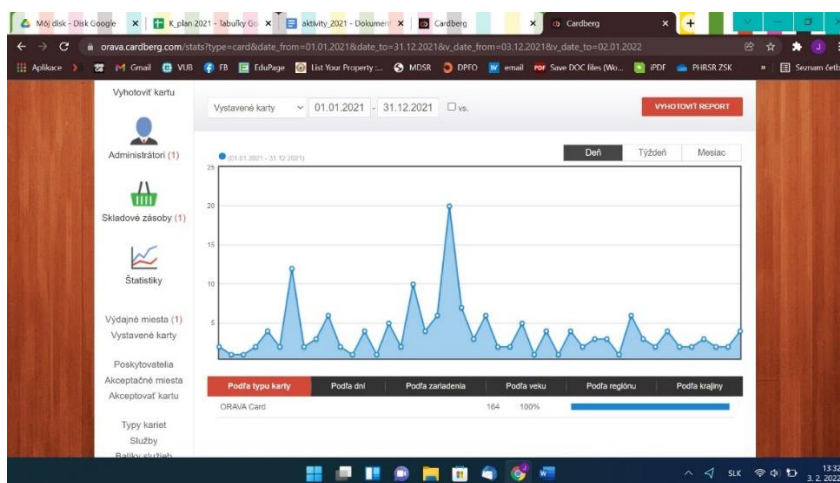 Môj disk - Disk Google
K_plan 2021 - Tabuľky Go
aktivity_2021 - Dokument
Cardberg
Cardberg
orava.cardberg.com/stats?type=card&date_from=01.01.2021&date_to=31.12.2021&v_date_from=03.12.2021&v_date_to=02.01.2022
Aplikace
Gmail
VUB
FB
EduPage
List Your Property :...
MDSR
DPFO
email
Save DOC files (Wo...
iPDF
PHRSR ZSK
»
Seznam četby
Vyhotoviť kartu
Administrátori (1)
Skladové zásoby (1)
Štatistiky
Výdajné miesta (1)
Vystavené karty
Poskytovatelia
Akceptačné miesta
Akceptovať kartu
Typy kariet
Služby
Balíky služieb
Vystavené karty 01.01.2021 - 31.12.2021 vs.
VYHOTOVIŤ REPORT
(01.01.2021 - 31.12.2021)
Deň Týždeň Mesiac
25
20
15
10
5
Podľa typu karty Podľa dní Podľa zariadenia Podľa veku Podľa regiónu Podľa krajiny
ORAVA Card 164 100%
SLK
13:32
3. 2. 2022